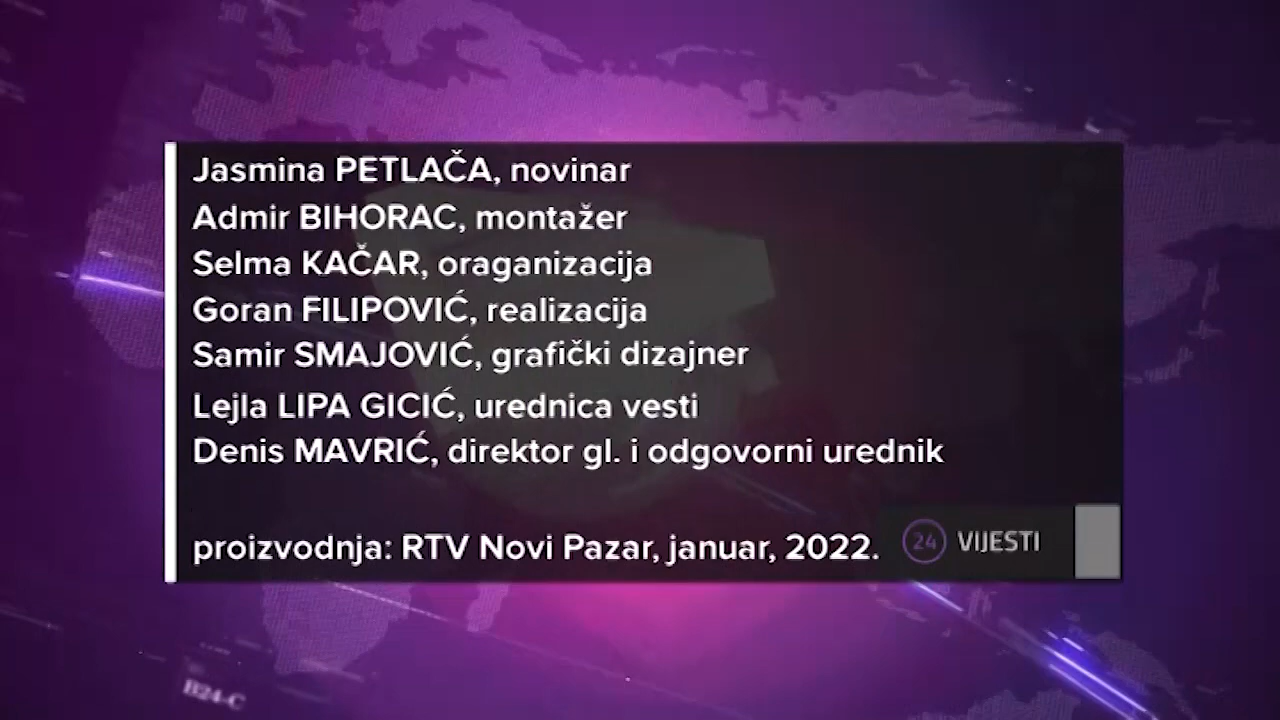 Jasmina PETLAČA, novinar
Admir BIHORAC, montažer
Selma KAČAR, oraganizacija
Goran FILIPOVIĆ, realizacija
Samir SMAJOVIĆ, grafički dizajner
Lejla LIPA GICIĆ, urednica vesti
Denis MAVRIĆ, direktor gl. i odgovorni urednik
proizvodnja: RTV Novi Pazar, januar, 2022.
24 VIJESTI
B24-C